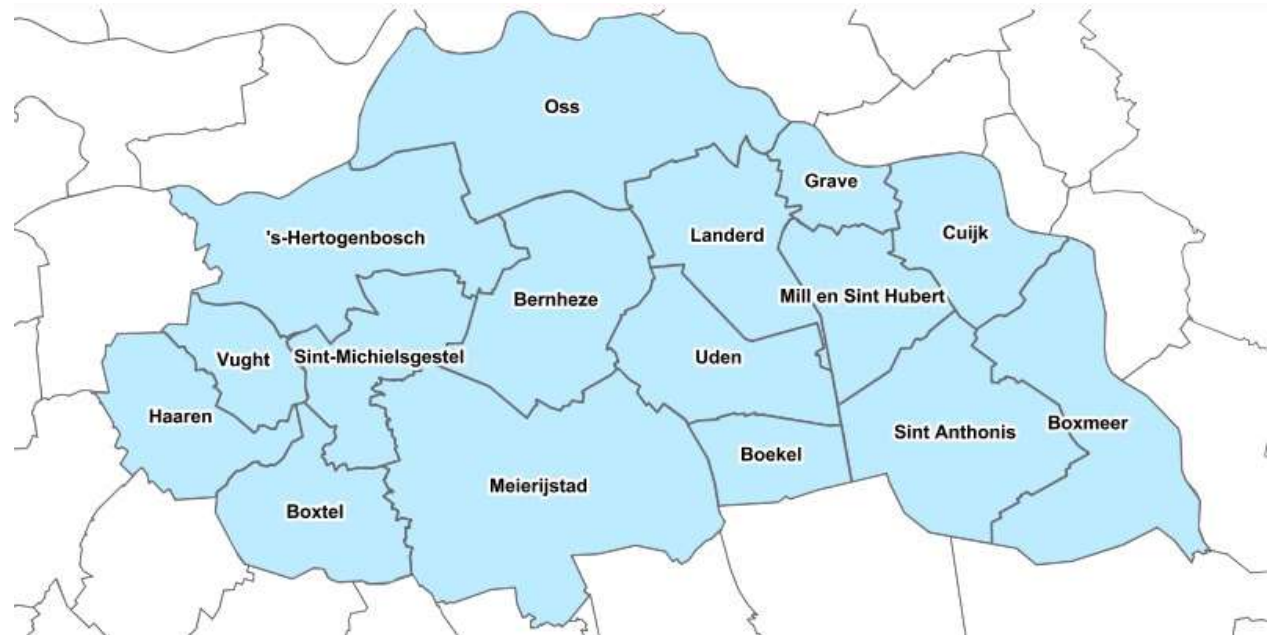 Oss
Grave
's-Hertogenbosch
Landerd
Cuijk
Bernheze
Mill en Sint Hubert
Vught
Sint-Michielsgestel
Uden
Haaren
Sint Anthonis
Boxmeer
Boekel
Meierijstad
Boxtel